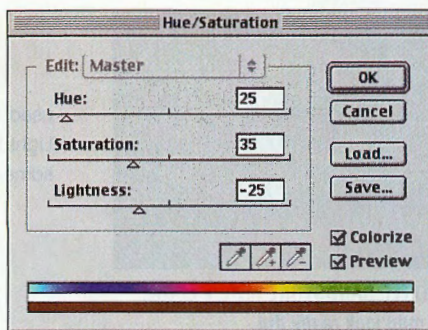 Hue/Saturation
Edit: Master
Hue: 25
Saturation: 35
Lightness: -25
OK
Cancel
Load...
Save...
Colorize
Preview